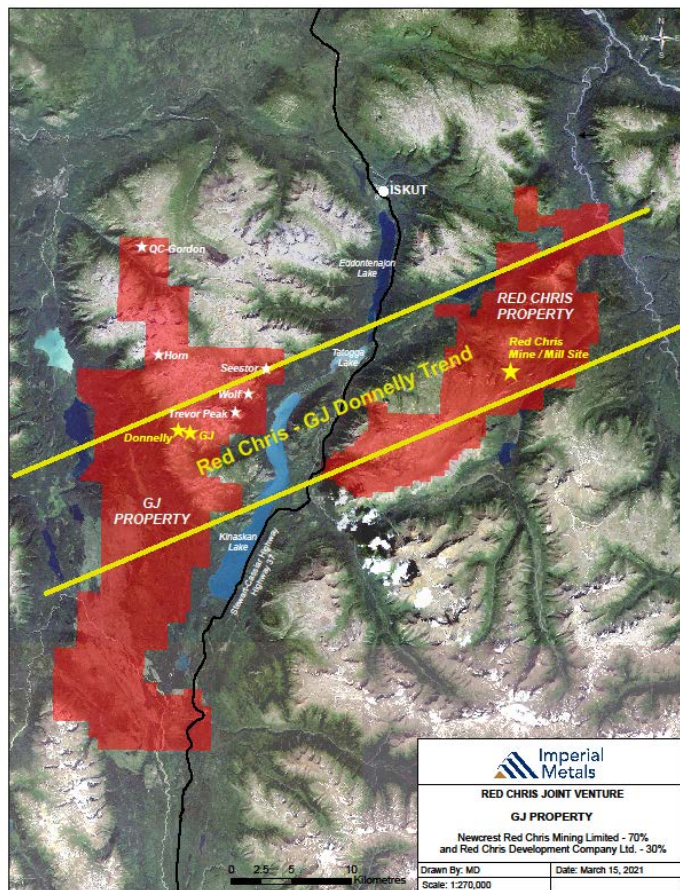 N
W E
S
ISKUT
QC-Gordon
Eddontenajon
Lake
RED CHRIS
PROPERTY
Red Chris
Mine / Mill Site
Horn
Tatogga
Lake
Seestor
Wolf
Trevor Peak
Donnelly
GJ
Red Chris - GJ Donnelly Trend
GJ
PROPERTY
Kinaskan
Lake
Stewart-Cassiar Highway
Highway 37
Imperial
Metals
RED CHRIS JOINT VENTURE
GJ PROPERTY
Newcrest Red Chris Mining Limited - 70%
and Red Chris Development Company Ltd. - 30%
Drawn By: MD
Date: March 15, 2021
Scale: 1:270,000
0 2.5 5 10
Kilometres